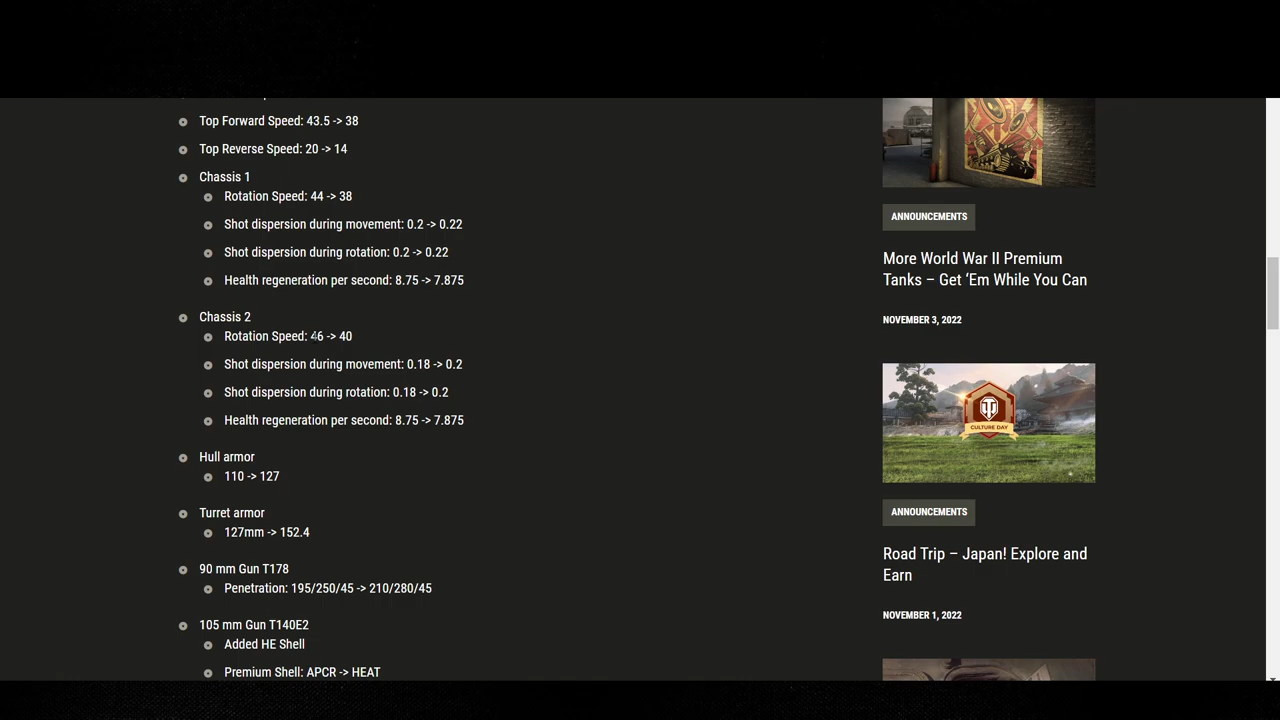 Top Forward Speed: 43.5 -> 38
Top Reverse Speed: 20 -> 14
Chassis 1
Rotation Speed: 44 -> 38
Shot dispersion during movement: 0.2 -> 0.22
Shot dispersion during rotation: 0.2 -> 0.22
Health regeneration per second: 8.75 -> 7.875
Chassis 2
Rotation Speed: 46 -> 40
Shot dispersion during movement: 0.18 -> 0.2
Shot dispersion during rotation: 0.18 -> 0.2
Health regeneration per second: 8.75 -> 7.875
Hull armor
110 -> 127
Turret armor
127mm -> 152.4
90 mm Gun T178
Penetration: 195/250/45 -> 210/280/45
105 mm Gun T140E2
Added HE Shell
Premium Shell: APCR -> HEAT
ANNOUNCEMENTS
More World War II Premium
Tanks – Get ‘Em While You Can
NOVEMBER 3, 2022
CULTURE DAY
ANNOUNCEMENTS
Road Trip – Japan! Explore and
Earn
NOVEMBER 1, 2022